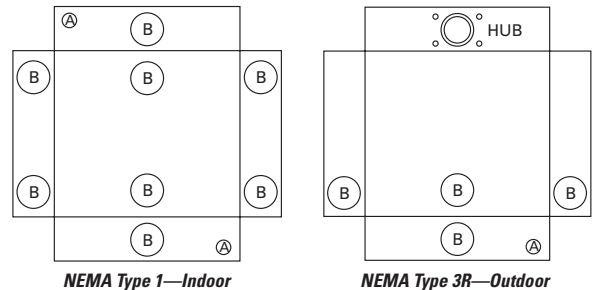 A B
B B B
B B B
B A
NEMA Type 1—Indoor
HUB
B B B
B A
NEMA Type 3R—Outdoor